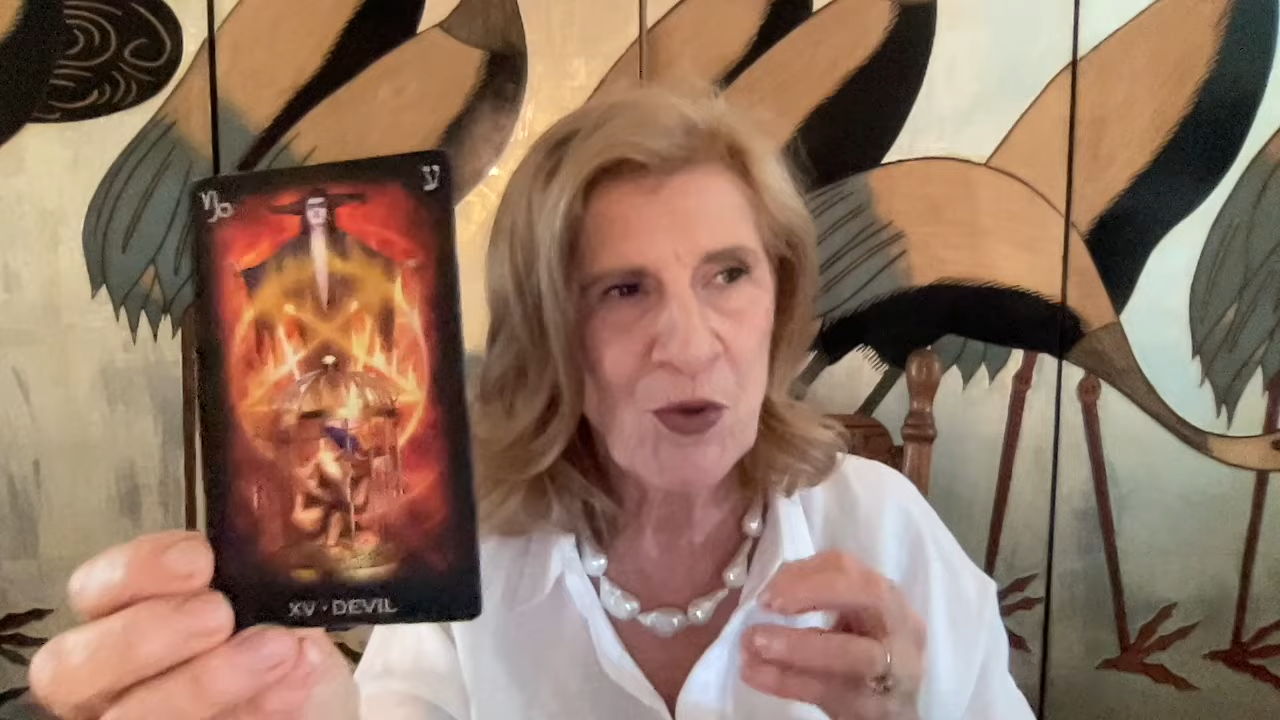 ♑ ע
XV · DEVIL